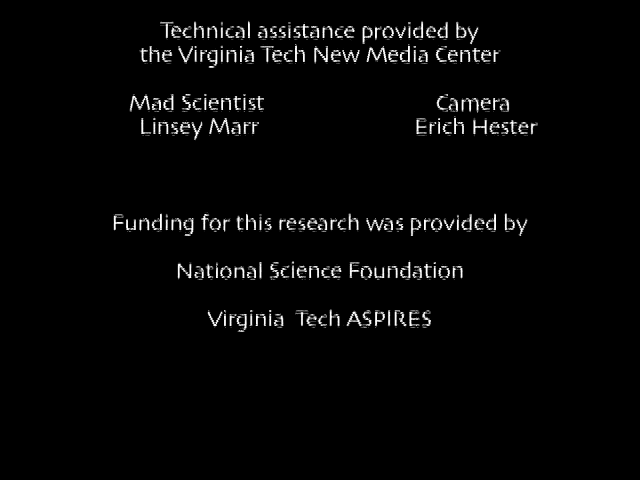 Technical assistance provided by
the Virginia Tech New Media Center
Mad Scientist
Linsey Marr
Camera
Erich Hester
Funding for this research was provided by
National Science Foundation
Virginia Tech ASPIRES